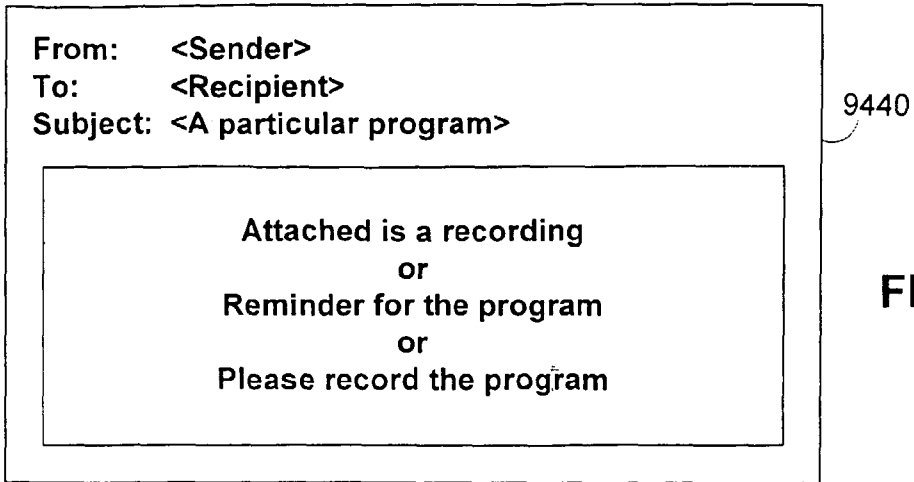 From: <Sender>
To: <Recipient>
Subject: <A particular program>
9440
Attached is a recording
or
Reminder for the program
or
Please record the program